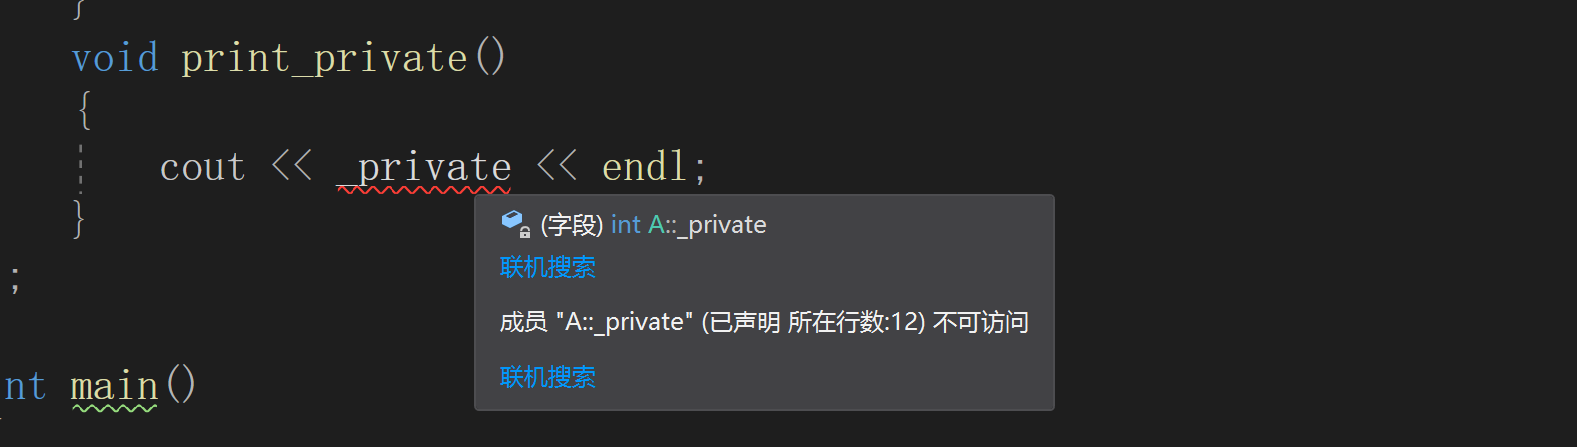 }
void print_private()
{
cout << _private << endl;
}
(字段) int A::_private
联机搜索
成员 "A::_private" (已声明 所在行数:12) 不可访问
联机搜索
;
nt main()